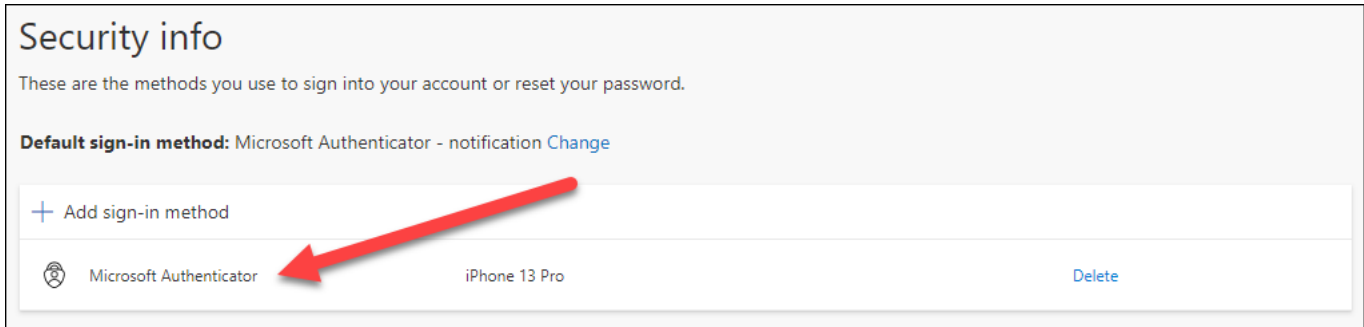 Security info
These are the methods you use to sign into your account or reset your password.
Default sign-in method: Microsoft Authenticator - notification Change
Add sign-in method
Microsoft Authenticator iPhone 13 Pro Delete